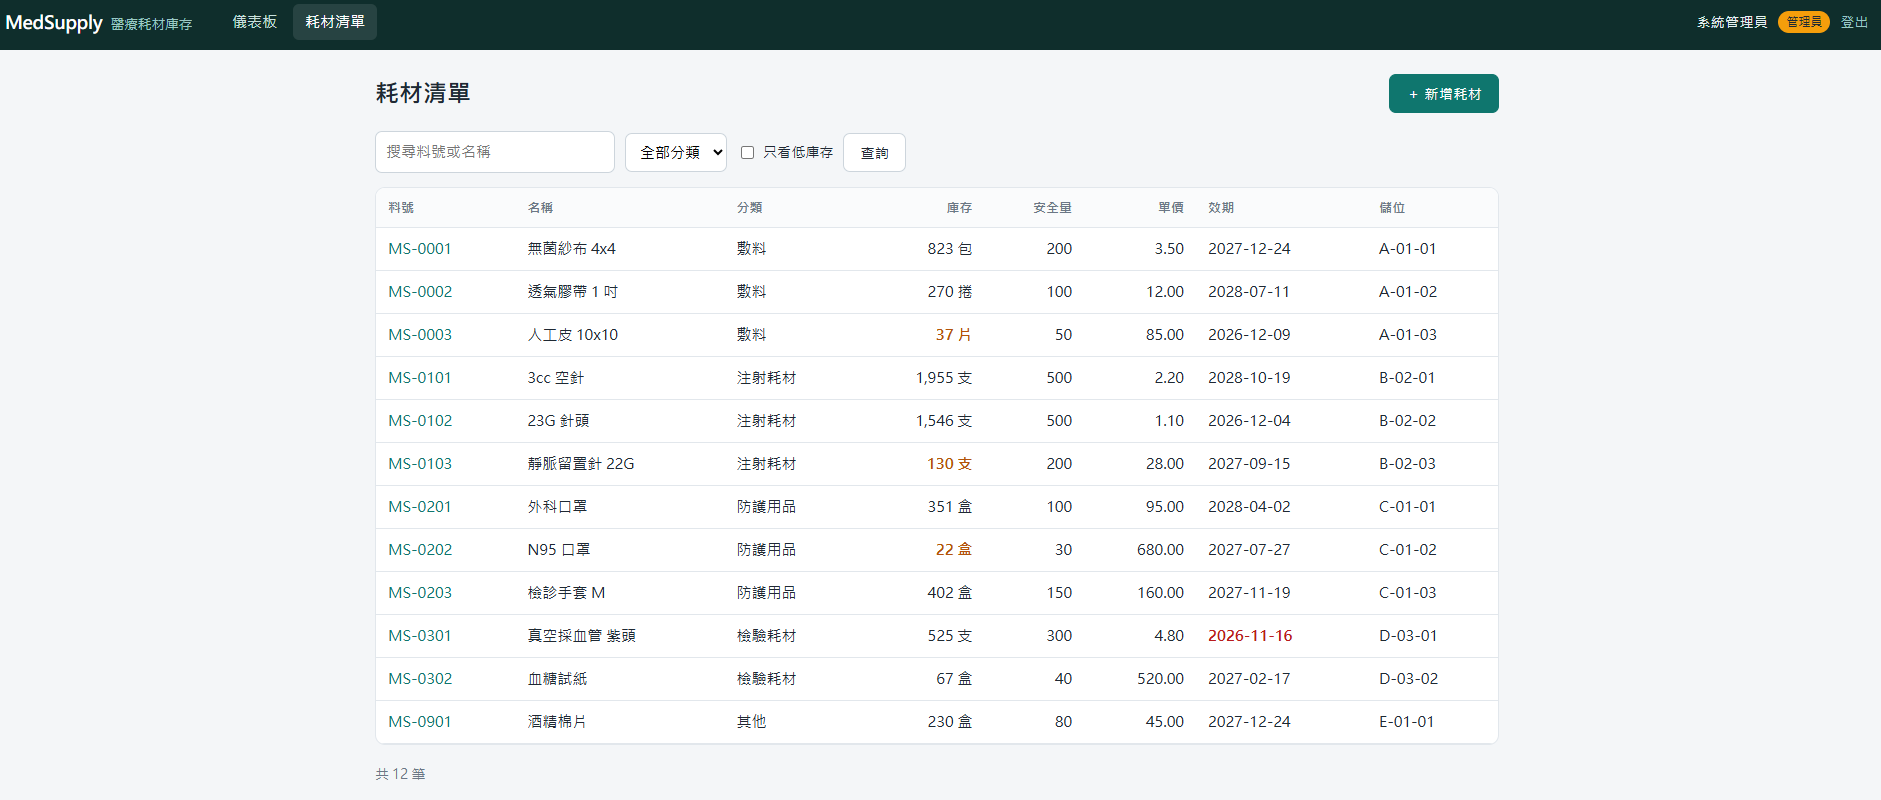 MedSupply 醫療耗材庫存 儀表板 耗材清單 系統管理員 管理員 登出
耗材清單 + 新增耗材
搜尋料號或名稱 全部分類 只看低庫存 查詢
料號 名稱 分類 庫存 安全量 單價 效期 儲位
MS-0001 無菌紗布 4x4 敷料 823 包 200 3.50 2027-12-24 A-01-01
MS-0002 透氣膠帶 1 吋 敷料 270 捲 100 12.00 2028-07-11 A-01-02
MS-0003 人工皮 10x10 敷料 37 片 50 85.00 2026-12-09 A-01-03
MS-0101 3cc 空針 注射耗材 1,955 支 500 2.20 2028-10-19 B-02-01
MS-0102 23G 針頭 注射耗材 1,546 支 500 1.10 2026-12-04 B-02-02
MS-0103 靜脈留置針 22G 注射耗材 130 支 200 28.00 2027-09-15 B-02-03
MS-0201 外科口罩 防護用品 351 盒 100 95.00 2028-04-02 C-01-01
MS-0202 N95 口罩 防護用品 22 盒 30 680.00 2027-07-27 C-01-02
MS-0203 檢診手套 M 防護用品 402 盒 150 160.00 2027-11-19 C-01-03
MS-0301 真空採血管 紫頭 檢驗耗材 525 支 300 4.80 2026-11-16 D-03-01
MS-0302 血糖試紙 檢驗耗材 67 盒 40 520.00 2027-02-17 D-03-02
MS-0901 酒精棉片 其他 230 盒 80 45.00 2027-12-24 E-01-01
共 12 筆